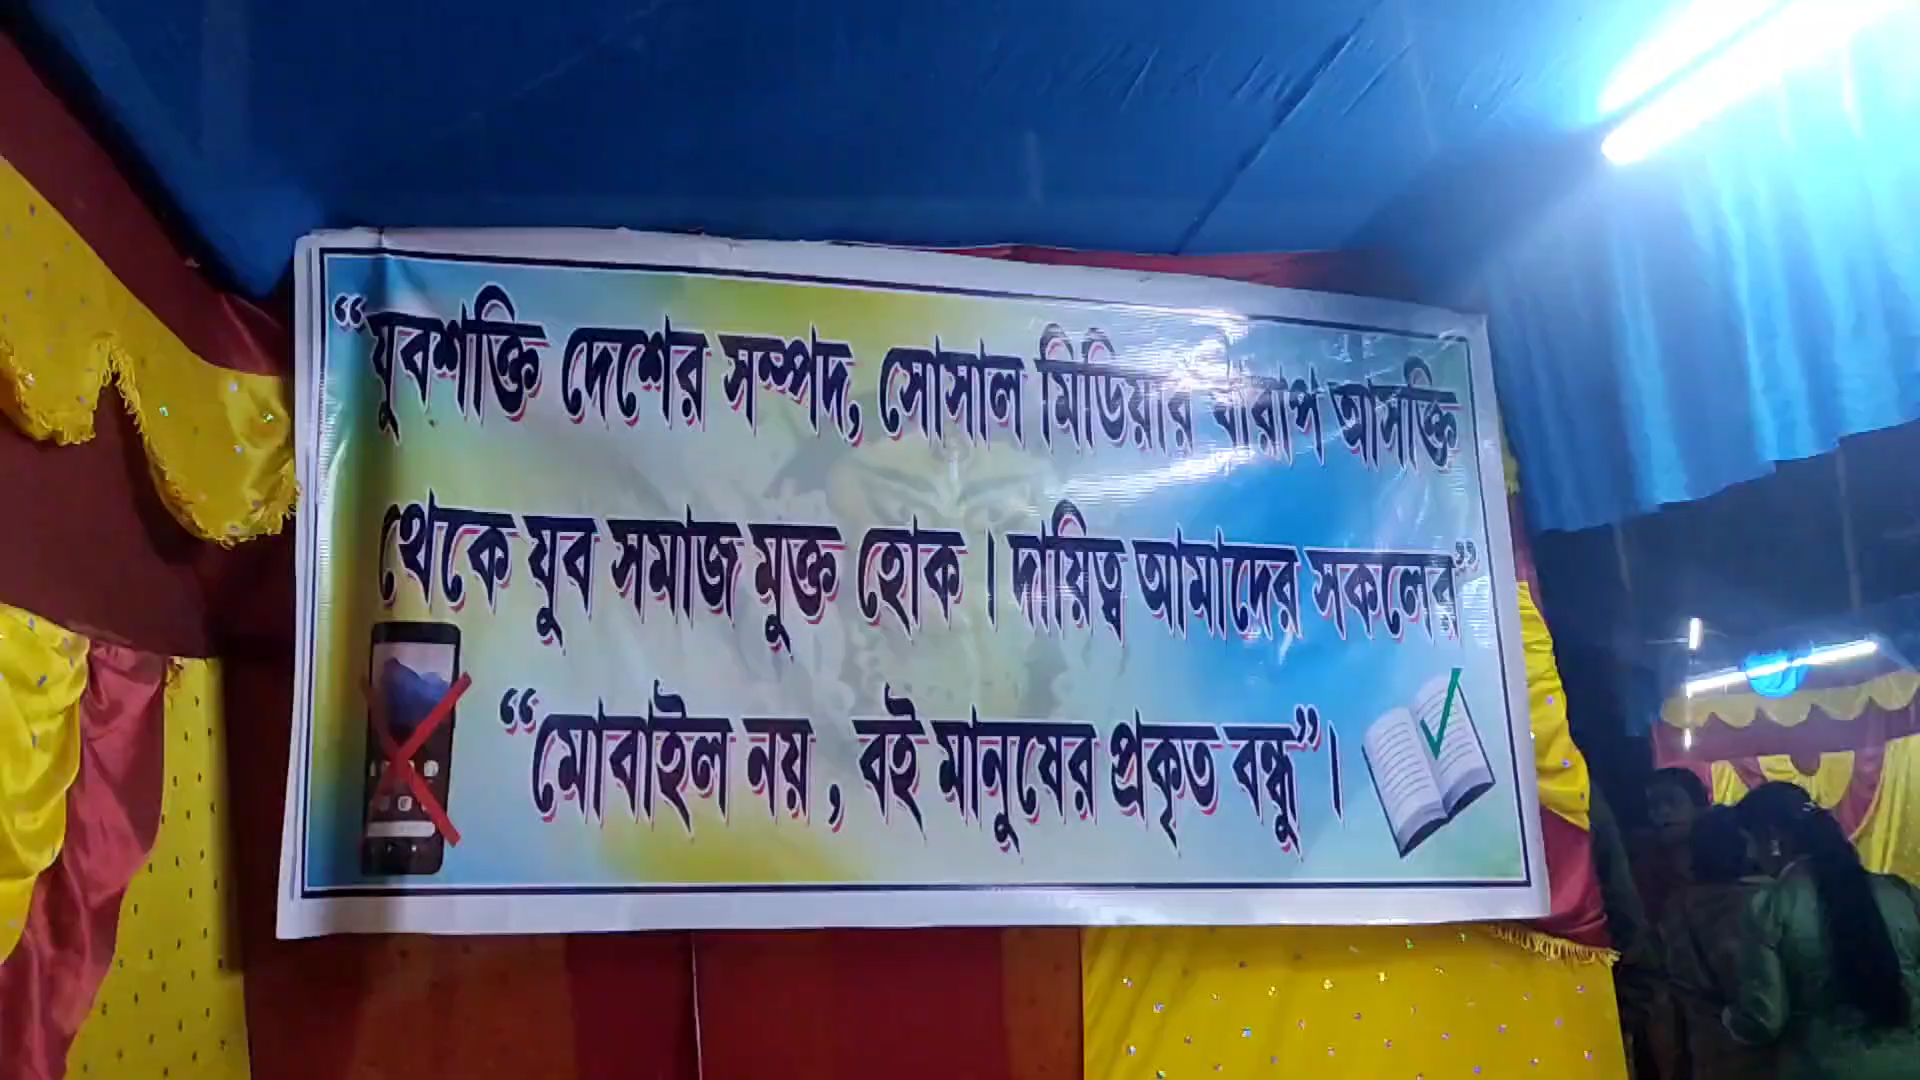 “যুবশক্তি দেশের সম্পদ, সোসাল মিডিয়ার খারাপ আসক্তি
থেকে যুব সমাজ মুক্ত হোক। দায়িত্ব আমাদের সকলের”
“মোবাইল নয়, বই মানুষের প্রকৃত বন্ধু”।